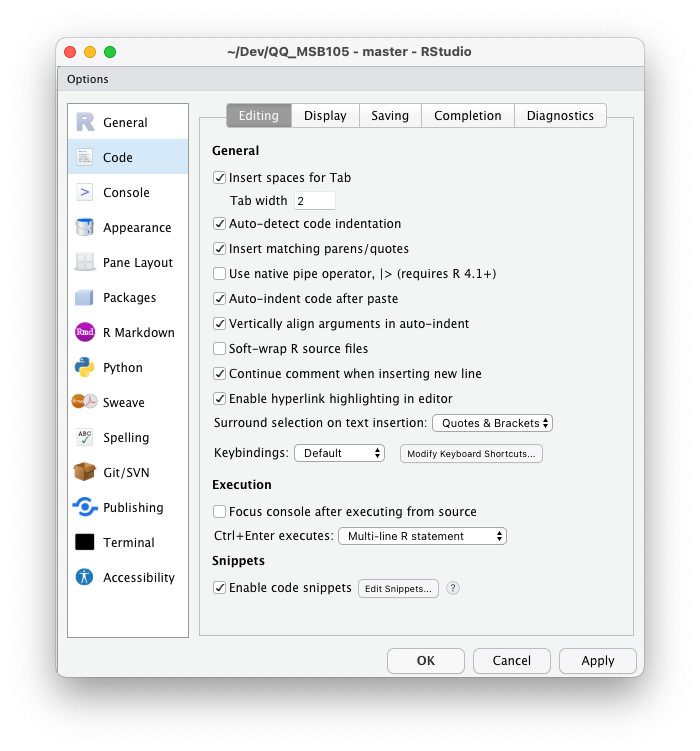 ~/Dev/QQ_MSB105 - master - RStudio
Options
General
Code
Console
Appearance
Pane Layout
Packages
Rmd R Markdown
Python
Sweave
ABC Spelling
Git/SVN
Publishing
Terminal
Accessibility
Editing Display Saving Completion Diagnostics
General
Insert spaces for Tab
Tab width 2
Auto-detect code indentation
Insert matching parens/quotes
Use native pipe operator, |> (requires R 4.1+)
Auto-indent code after paste
Vertically align arguments in auto-indent
Soft-wrap R source files
Continue comment when inserting new line
Enable hyperlink highlighting in editor
Surround selection on text insertion: Quotes & Brackets
Keybindings: Default Modify Keyboard Shortcuts...
Execution
Focus console after executing from source
Ctrl+Enter executes: Multi-line R statement
Snippets
Enable code snippets Edit Snippets... ?
OK Cancel Apply